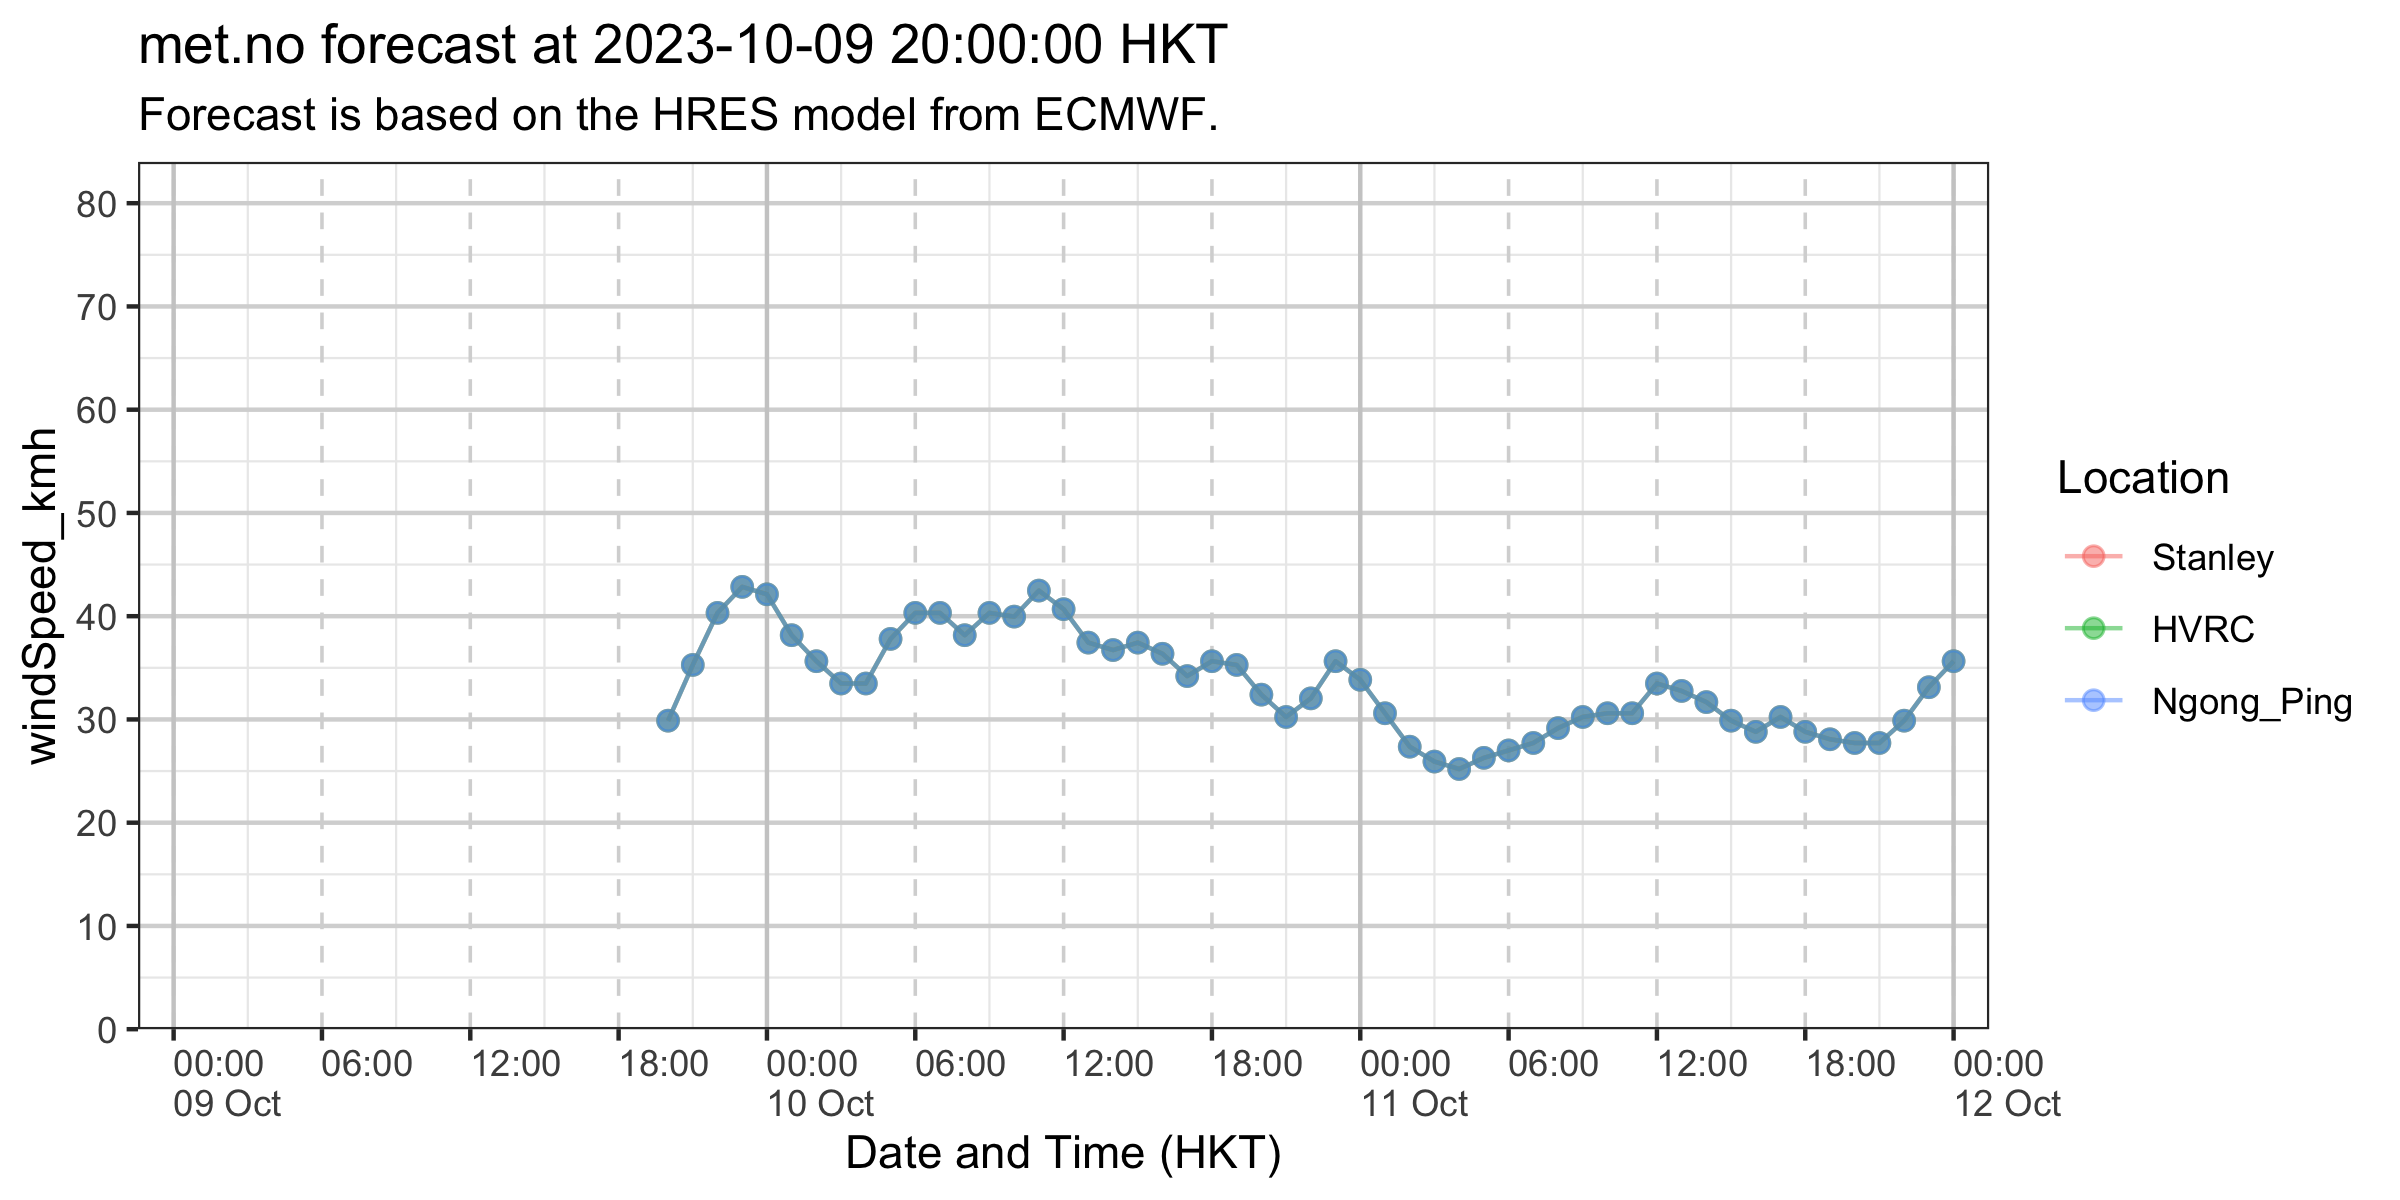 met.no forecast at 2023-10-09 20:00:00 HKT
Forecast is based on the HRES model from ECMWF.
windSpeed_kmh
80
70
60
50
40
30
20
10
0
00:00 06:00 12:00 18:00 00:00 06:00 12:00 18:00 00:00 06:00 12:00 18:00 00:00
09 Oct 10 Oct 11 Oct 12 Oct
Date and Time (HKT)
Location
Stanley
HVRC
Ngong_Ping